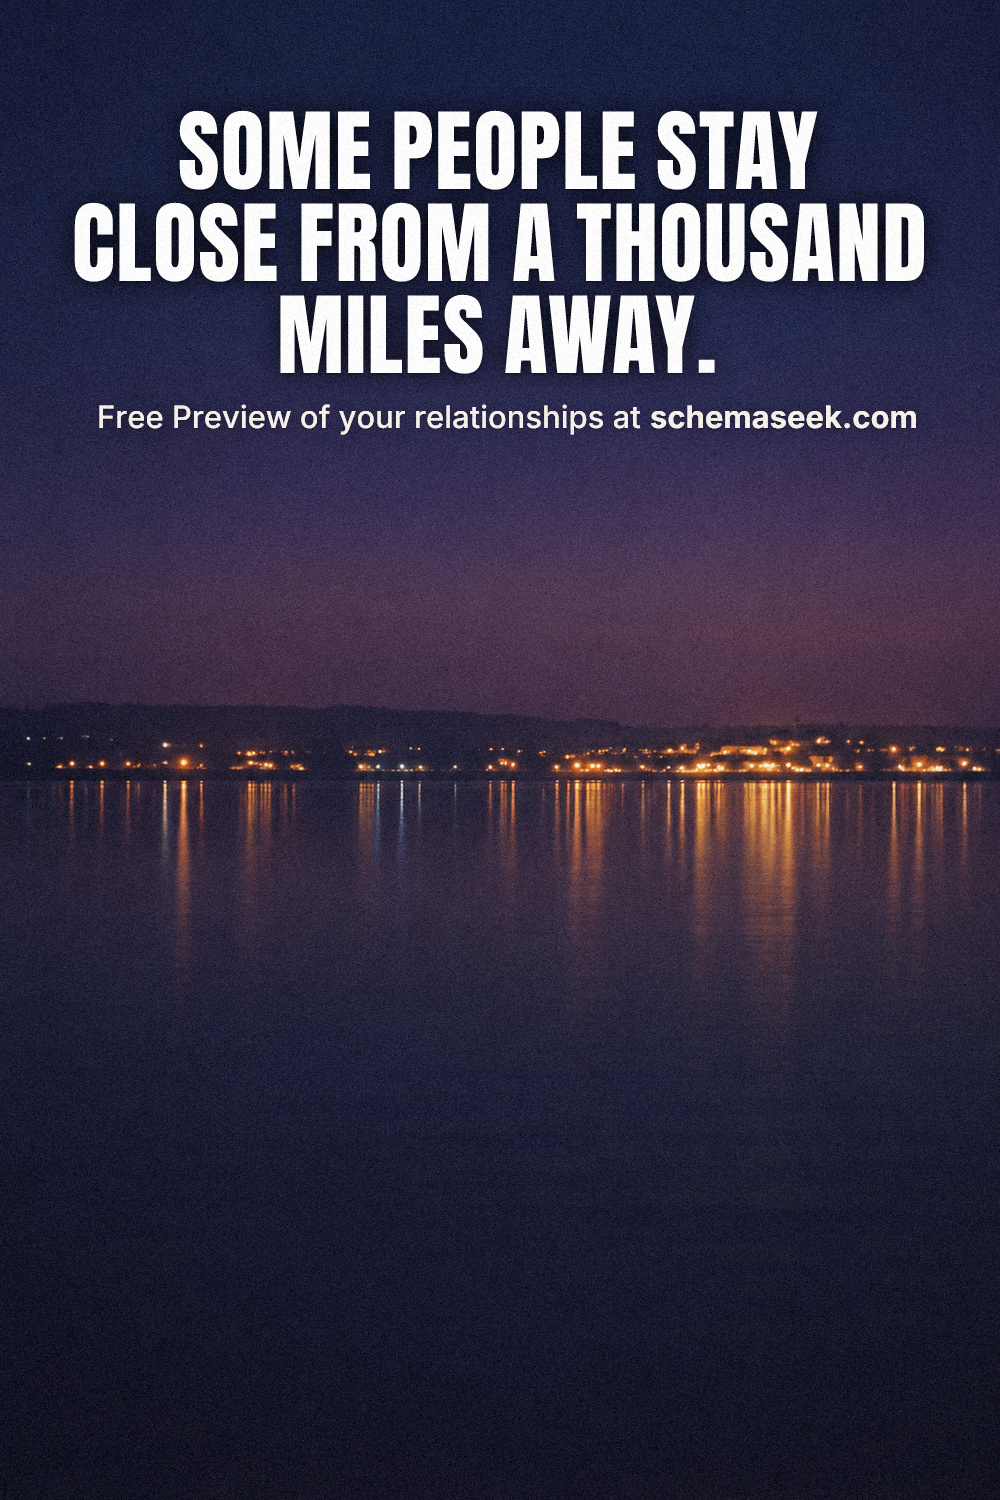 SOME PEOPLE STAY
CLOSE FROM A THOUSAND
MILES AWAY.
Free Preview of your relationships at schemaseek.com